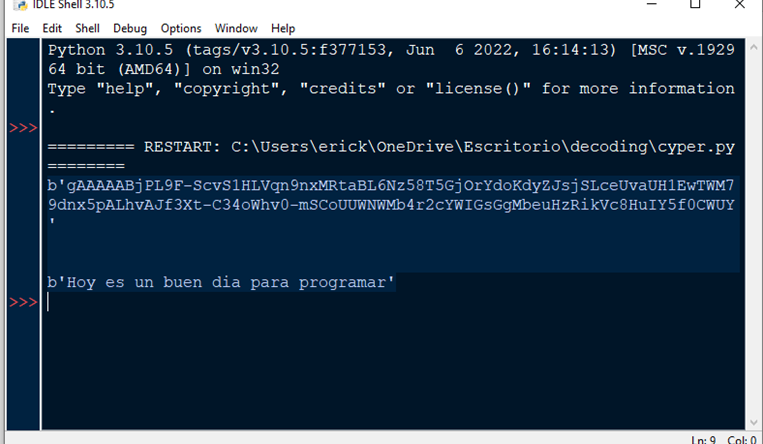 IDLE Shell 3.10.5
File Edit Shell Debug Options Window Help
Python 3.10.5 (tags/v3.10.5:f377153, Jun  6 2022, 16:14:13) [MSC v.1929
64 bit (AMD64)] on win32
Type "help", "copyright", "credits" or "license()" for more information
.
>>>
========= RESTART: C:\Users\erick\OneDrive\Escritorio\decoding\cyper.py
========
b'gAAAAABjPL9F-ScvS1HLVqn9nxMRtaBL6Nz58T5GjOrYdoKdyZJsjSLceUvaUH1EwTWM7
9dnx5pALhvAJf3Xt-C34oWhv0-mSCoUUWNWMb4r2cYWIGsGgMbeuHzRikVc8HuIY5f0CWUY
'
b'Hoy es un buen dia para programar'
>>>
Ln: 9 Col: 0